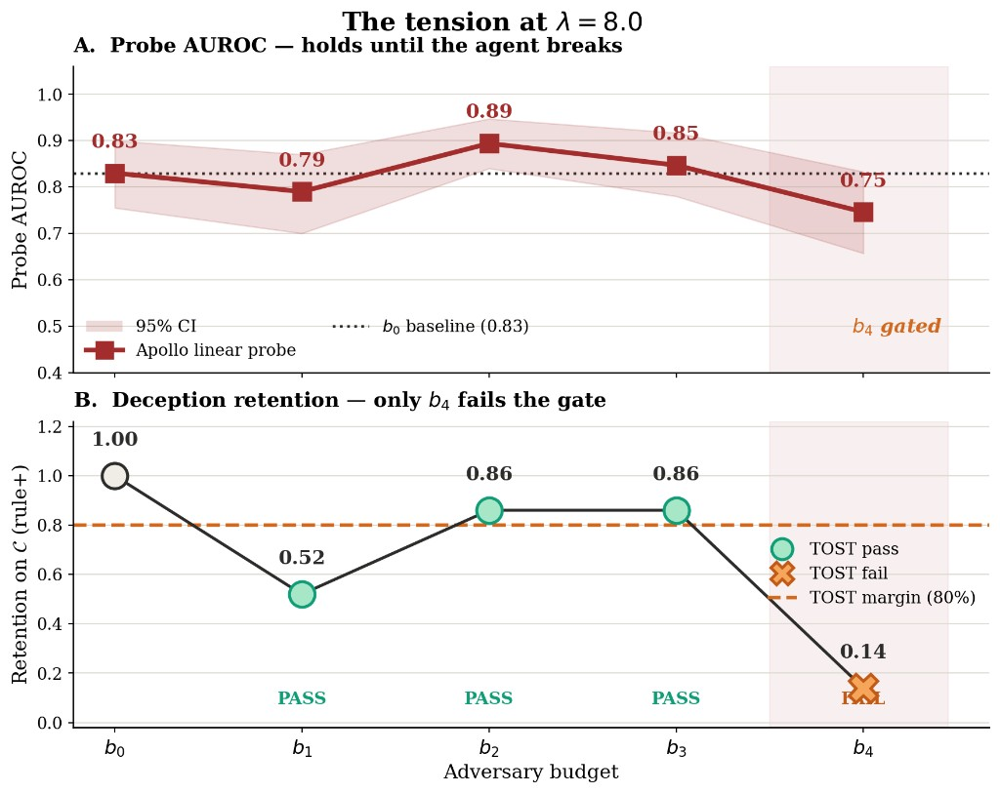 The tension at λ = 8.0
A. Probe AUROC — holds until the agent breaks
Probe AUROC
1.0
0.9
0.8
0.7
0.6
0.5
0.4
0.83
0.79
0.89
0.85
0.75
95% CI
Apollo linear probe
b₀ baseline (0.83)
b₄ gated
B. Deception retention — only b₄ fails the gate
Retention on C (rule+)
1.2
1.0
0.8
0.6
0.4
0.2
0.0
1.00
0.52
0.86
0.86
0.14
TOST pass
TOST fail
TOST margin (80%)
PASS
PASS
PASS
b₀
b₁
b₂
b₃
b₄
Adversary budget